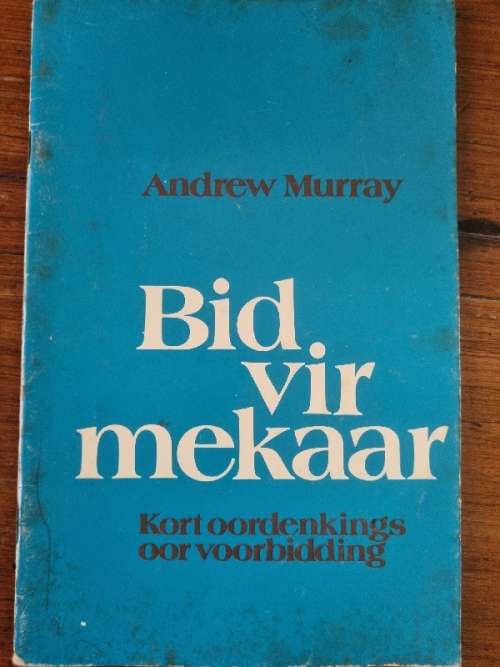 Andrew Murray
Bid
vir
mekaar
Kort oordenkings
oor voorbidding